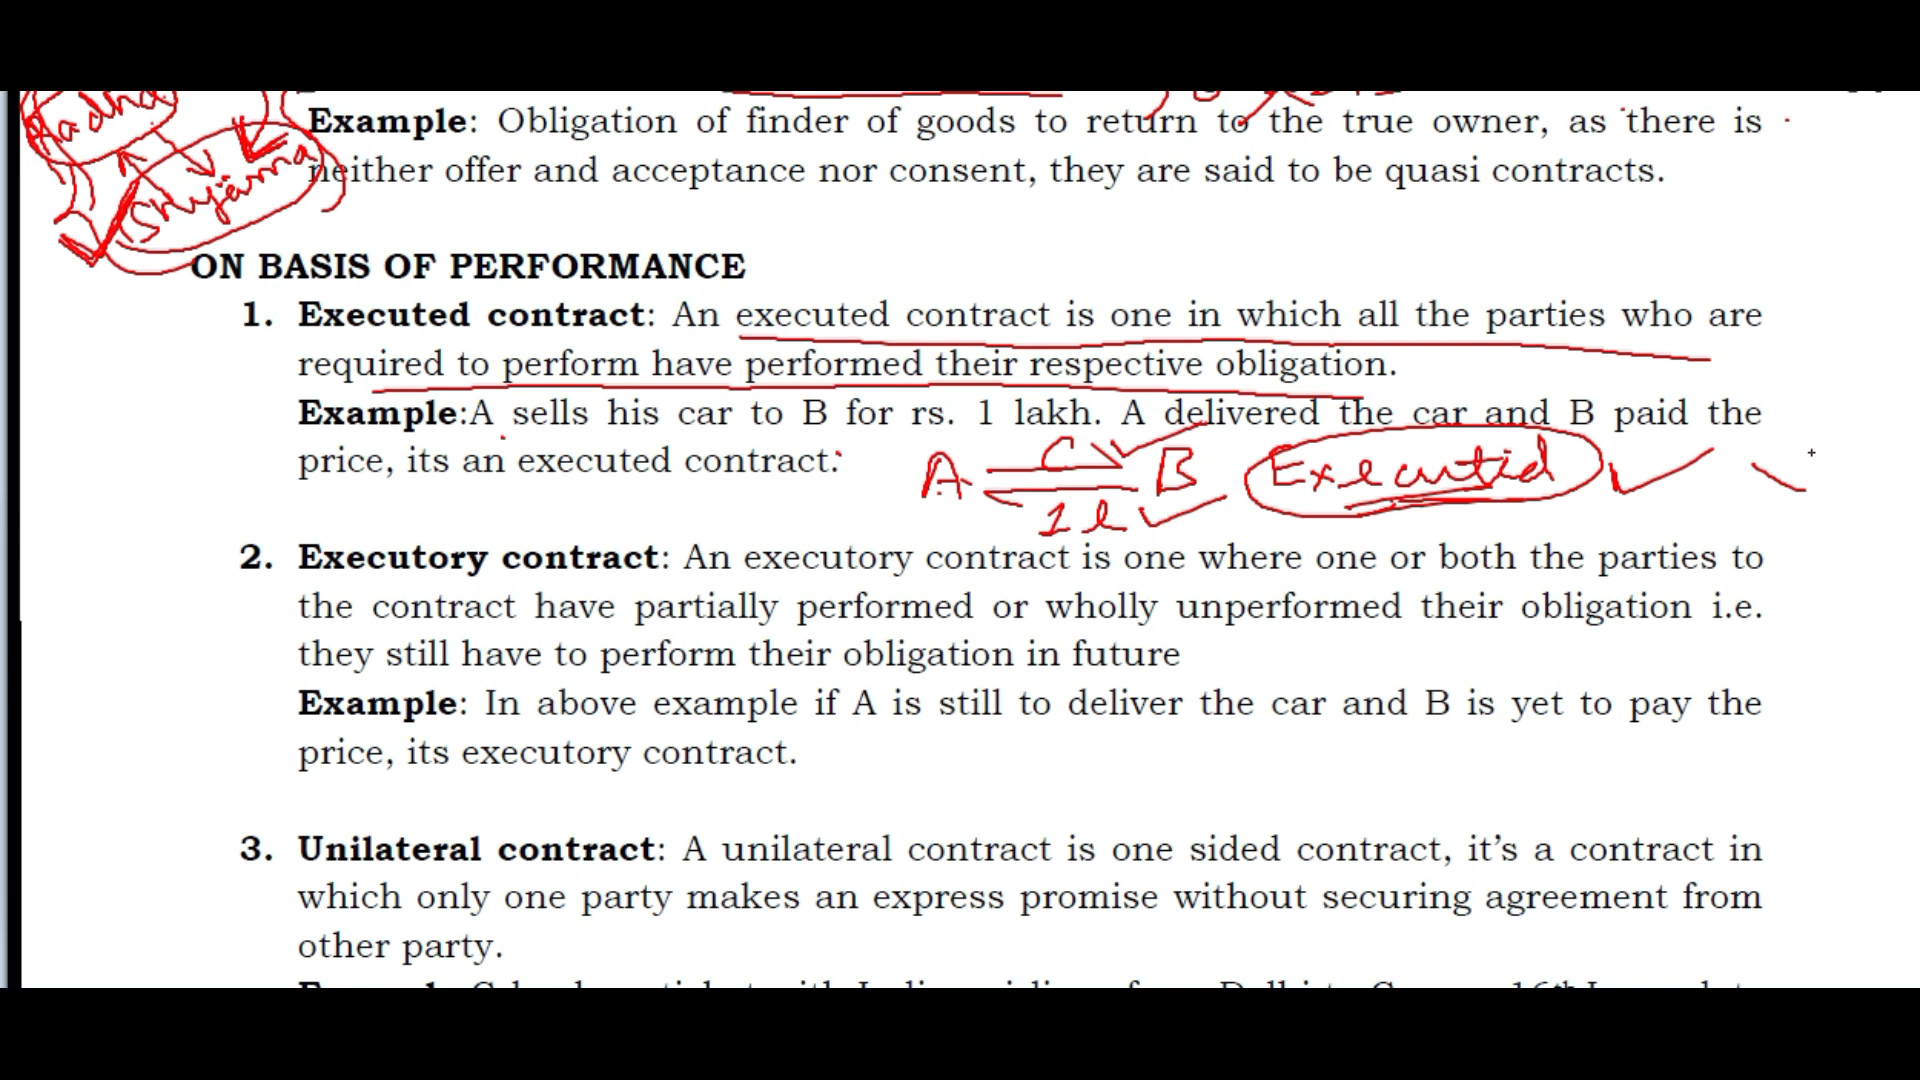 Radha
Shyama
Example: Obligation of finder of goods to return to the true owner, as there is
neither offer and acceptance nor consent, they are said to be quasi contracts.
ON BASIS OF PERFORMANCE
1. Executed contract: An executed contract is one in which all the parties who are
required to perform have performed their respective obligation.
Example:A sells his car to B for rs. 1 lakh. A delivered the car and B paid the
price, its an executed contract.
A C B Executed
1 l
2. Executory contract: An executory contract is one where one or both the parties to
the contract have partially performed or wholly unperformed their obligation i.e.
they still have to perform their obligation in future
Example: In above example if A is still to deliver the car and B is yet to pay the
price, its executory contract.
3. Unilateral contract: A unilateral contract is one sided contract, it's a contract in
which only one party makes an express promise without securing agreement from
other party.